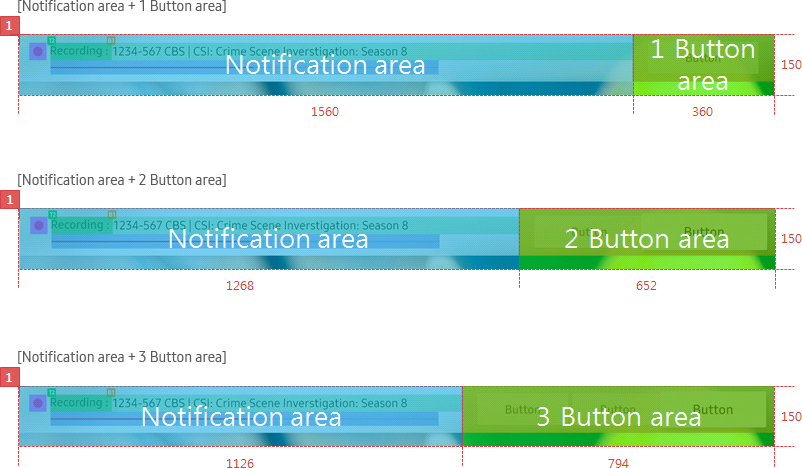 [Notification area + 1 Button area]
1
Recording : 1234-567 CBS | CSI: Crime Scene Inverstigation: Season 8
Notification area
1 Button
area
Button
150
1560
360
[Notification area + 2 Button area]
1
12
Recording : 1234-567 CBS | CSI: Crime Scene Inverstigation: Season 8
Notification area
2 Button area
Button
Button
150
1268
652
[Notification area + 3 Button area]
1
12
Recording : 1234-567 CBS | CSI: Crime Scene Inverstigation: Season 8
Notification area
3 Button area
Button
Button
Button
150
1126
794